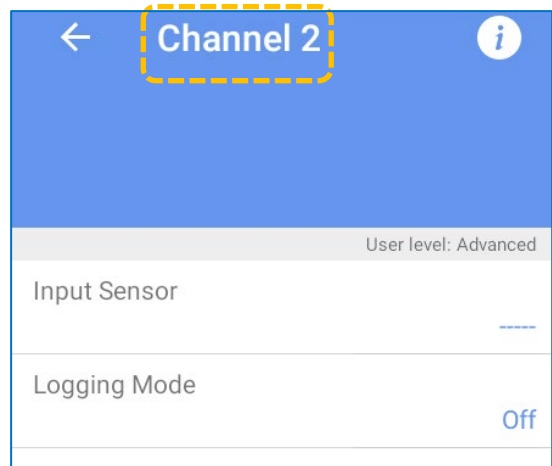 Channel 2
i
User level: Advanced
Input Sensor
-----
Logging Mode
Off